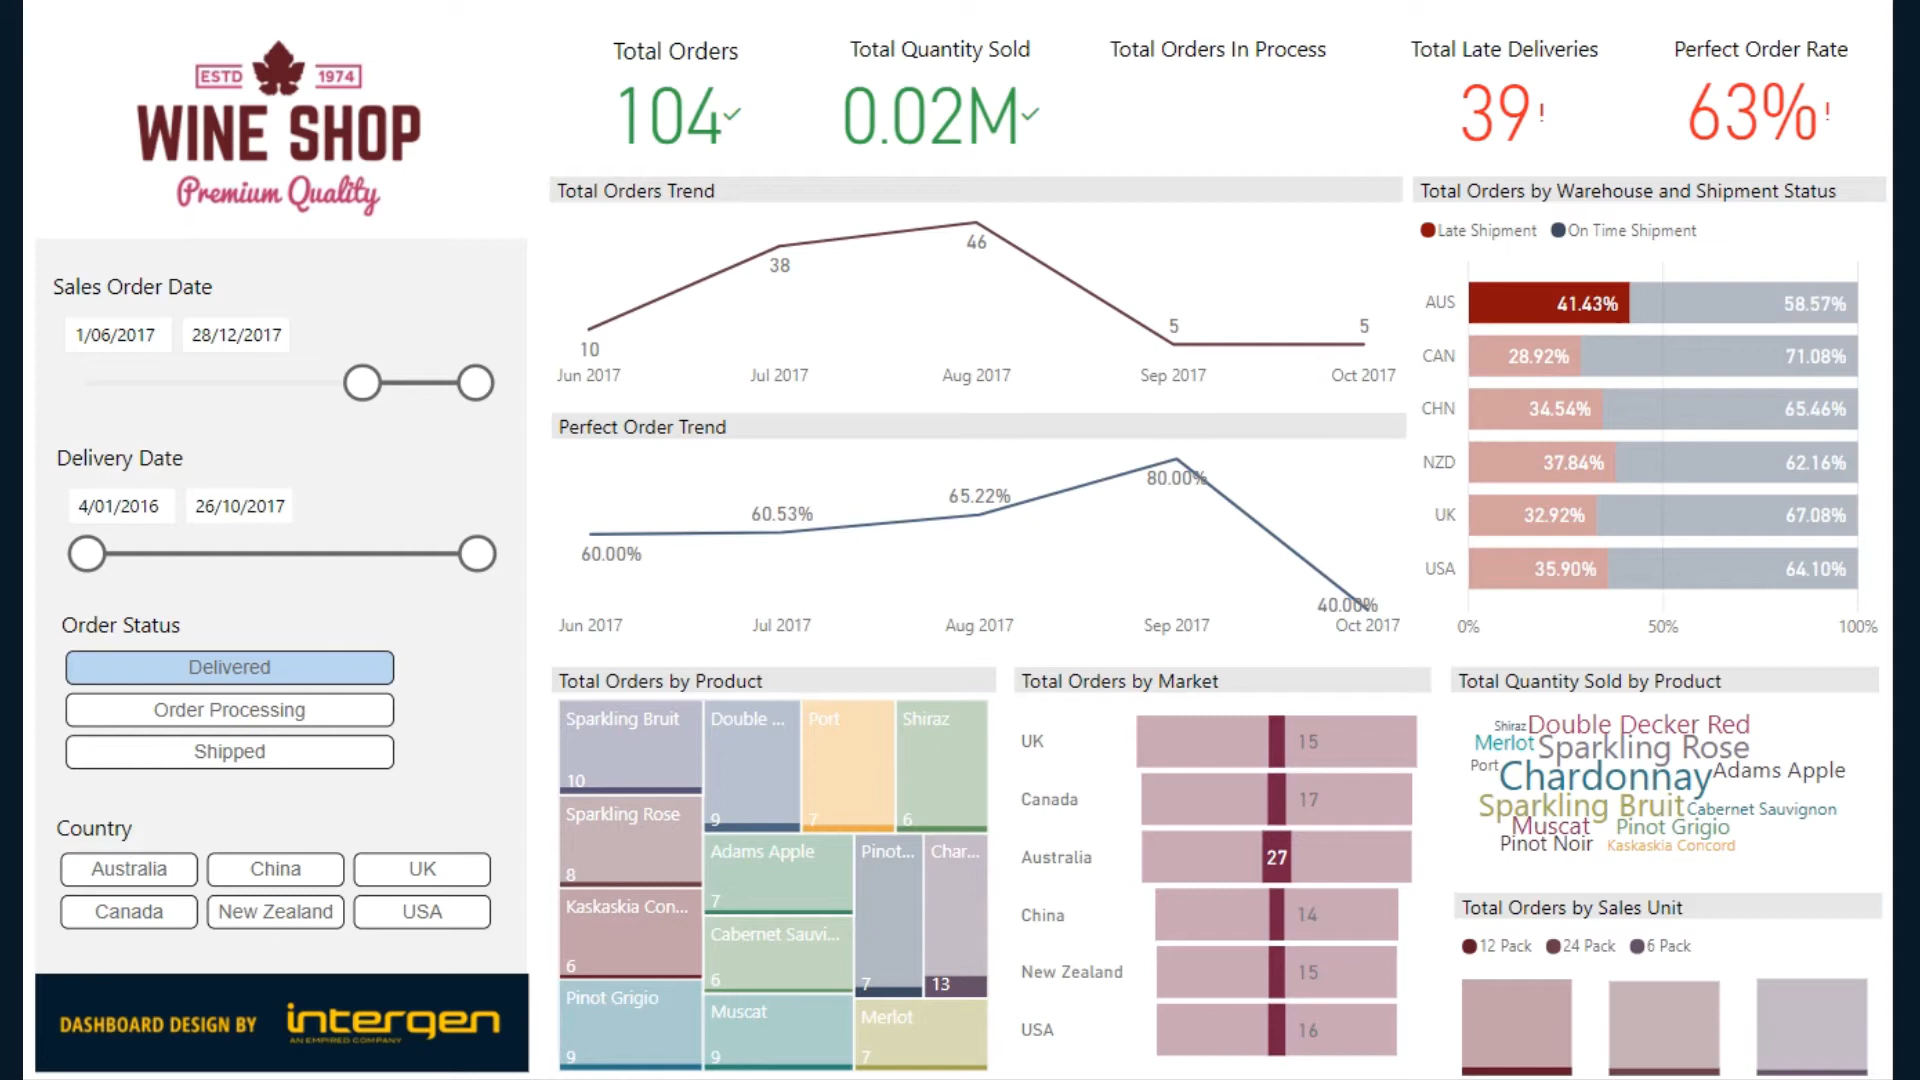 ESTD 1974
WINE SHOP
Premium Quality
Total Orders
104
Total Quantity Sold
0.02M
Total Orders In Process
Total Late Deliveries
39!
Perfect Order Rate
63%!
Sales Order Date
1/06/2017 28/12/2017
Delivery Date
4/01/2016 26/10/2017
Order Status
Delivered
Order Processing
Shipped
Country
Australia China UK
Canada New Zealand USA
DASHBOARD DESIGN BY intergen
AN EMPIRED COMPANY
Total Orders Trend
10 38 46 5 5
Jun 2017 Jul 2017 Aug 2017 Sep 2017 Oct 2017
Perfect Order Trend
60.00% 60.53% 65.22% 80.00% 40.00%
Jun 2017 Jul 2017 Aug 2017 Sep 2017 Oct 2017
Total Orders by Warehouse and Shipment Status
Late Shipment On Time Shipment
AUS 41.43% 58.57%
CAN 28.92% 71.08%
CHN 34.54% 65.46%
NZD 37.84% 62.16%
UK 32.92% 67.08%
USA 35.90% 64.10%
0% 50% 100%
Total Orders by Product
Sparkling Bruit
10
Sparkling Rose
8
Kaskaskia Con...
6
Pinot Grigio
9
Double ...
9
Port
7
Shiraz
6
Adams Apple
7
Cabernet Sauvi...
6
Muscat
9
Pinot...
7
Char...
13
Merlot
7
Total Orders by Market
UK 15
Canada 17
Australia 27
China 14
New Zealand 15
USA 16
Total Quantity Sold by Product
Shiraz Double Decker Red
Merlot Sparkling Rose
Port Chardonnay Adams Apple
Sparkling Bruit Cabernet Sauvignon
Muscat Pinot Grigio
Pinot Noir Kaskaskia Concord
Total Orders by Sales Unit
12 Pack 24 Pack 6 Pack